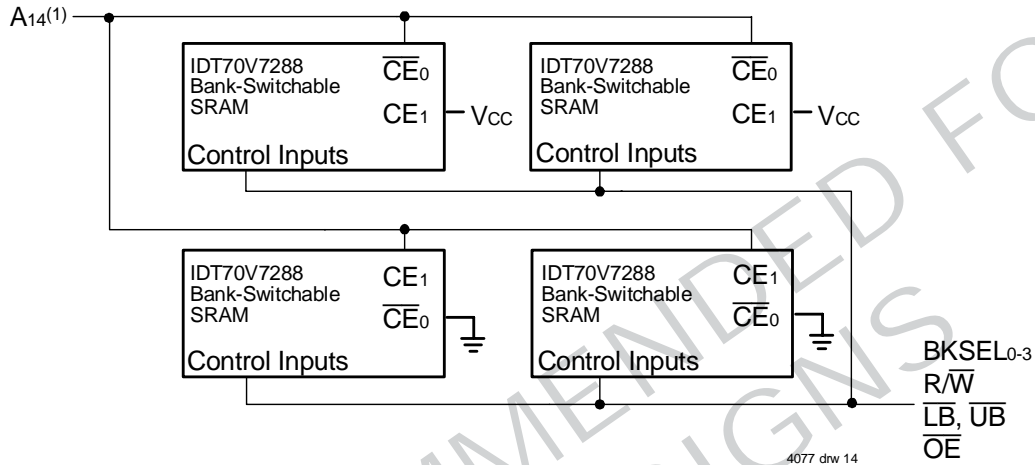 A14(1)
IDT70V7288
Bank-Switchable
SRAM
CE0
CE1
VCC
Control Inputs
IDT70V7288
Bank-Switchable
SRAM
CE0
CE1
VCC
Control Inputs
IDT70V7288
Bank-Switchable
SRAM
CE1
CE0
Control Inputs
IDT70V7288
Bank-Switchable
SRAM
CE1
CE0
Control Inputs
BKSEL0-3
R/W
LB, UB
OE
4077 drw 14